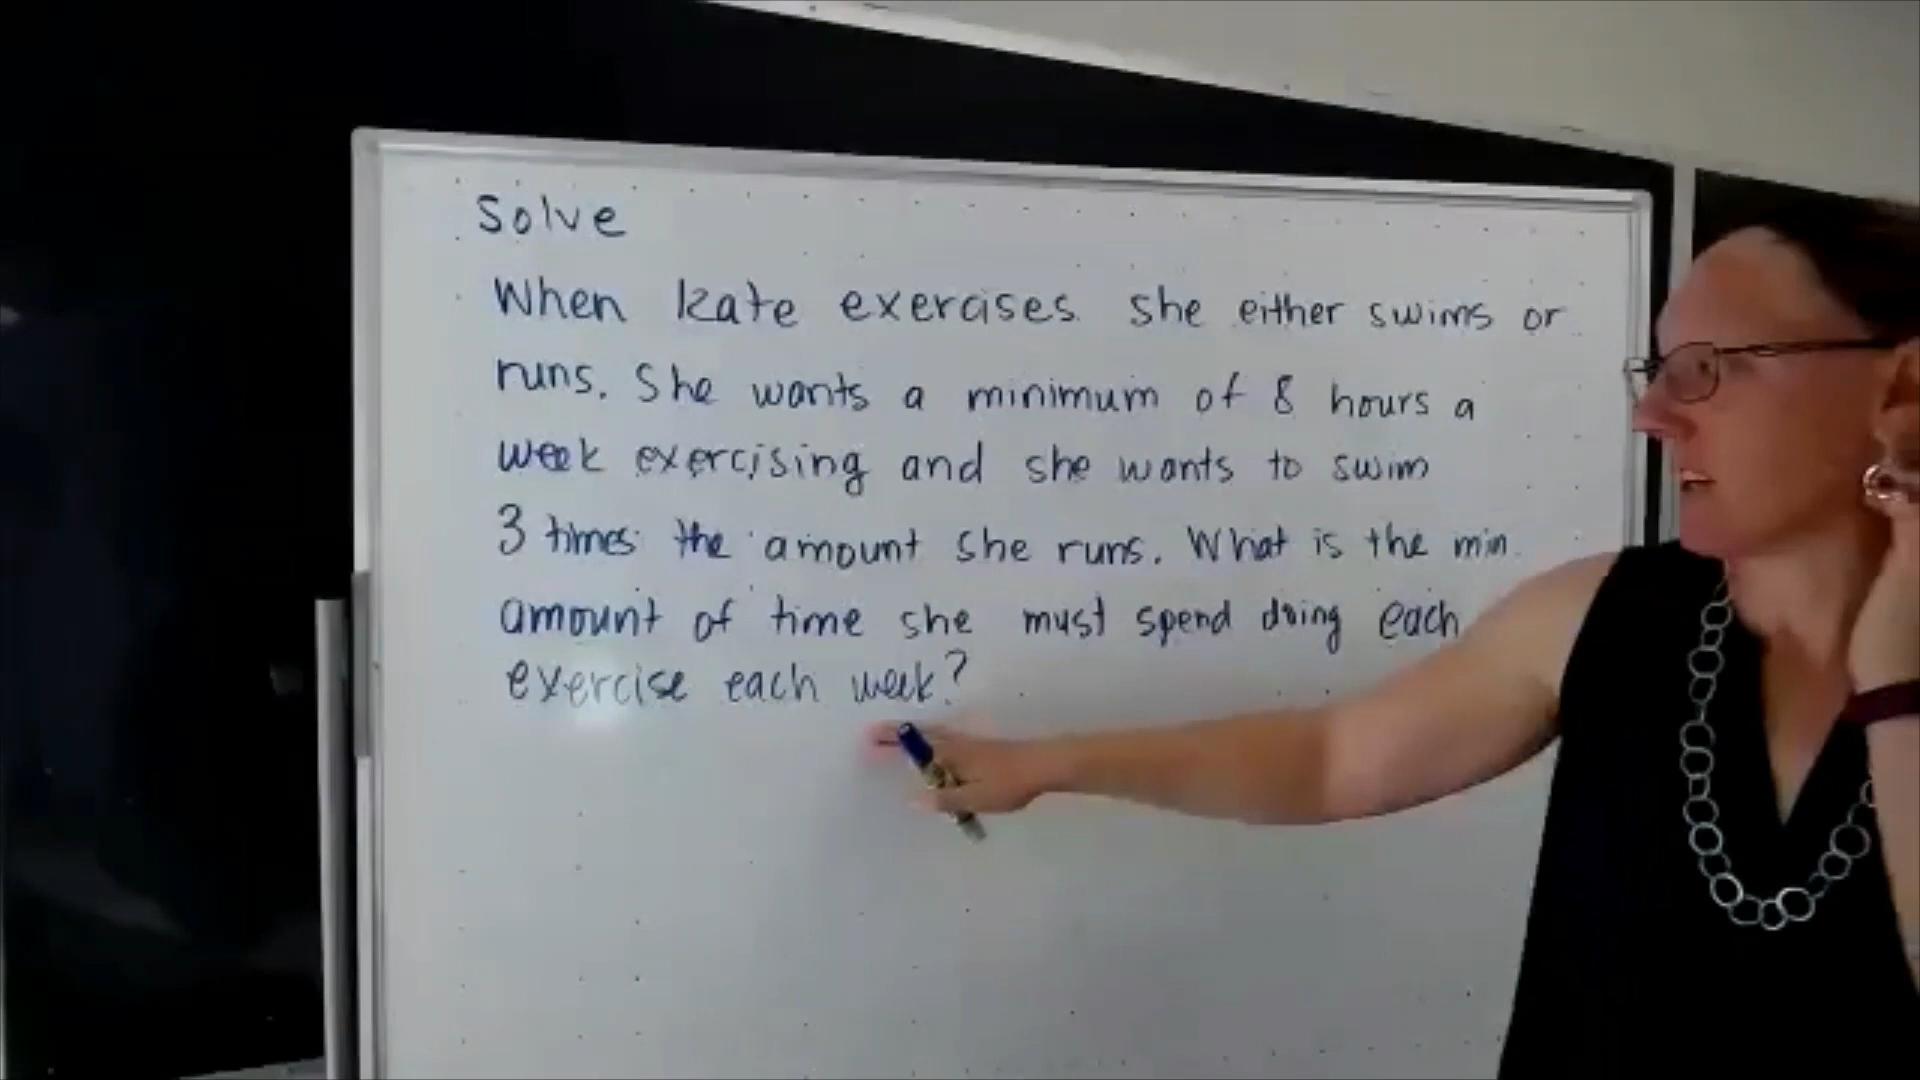 Solve
When Kate exercises she either swims or
runs. She wants a minimum of 8 hours a
week exercising and she wants to swim
3 times the amount she runs. What is the min
amount of time she must spend doing each
exercise each week?